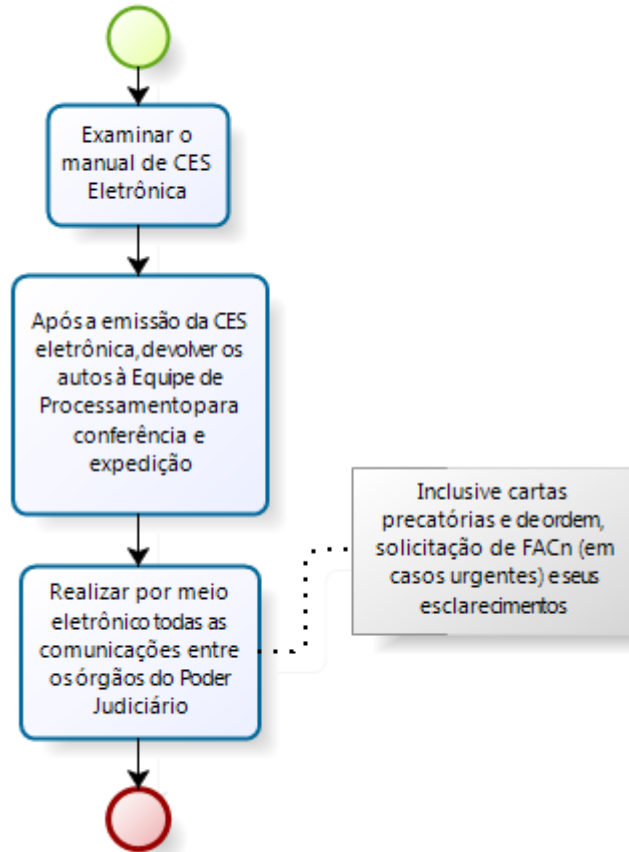 Examinar o
manual de CES
Eletrônica
Após a emissão da CES
eletrônica, devolver os
autos à Equipe de
Processamento para
conferência e
expedição
Realizar por meio
eletrônico todas as
comunicações entre
os órgãos do Poder
Judiciário
Inclusive cartas
precatórias e de ordem,
solicitação de FACn (em
casos urgentes) e seus
esclarecimentos